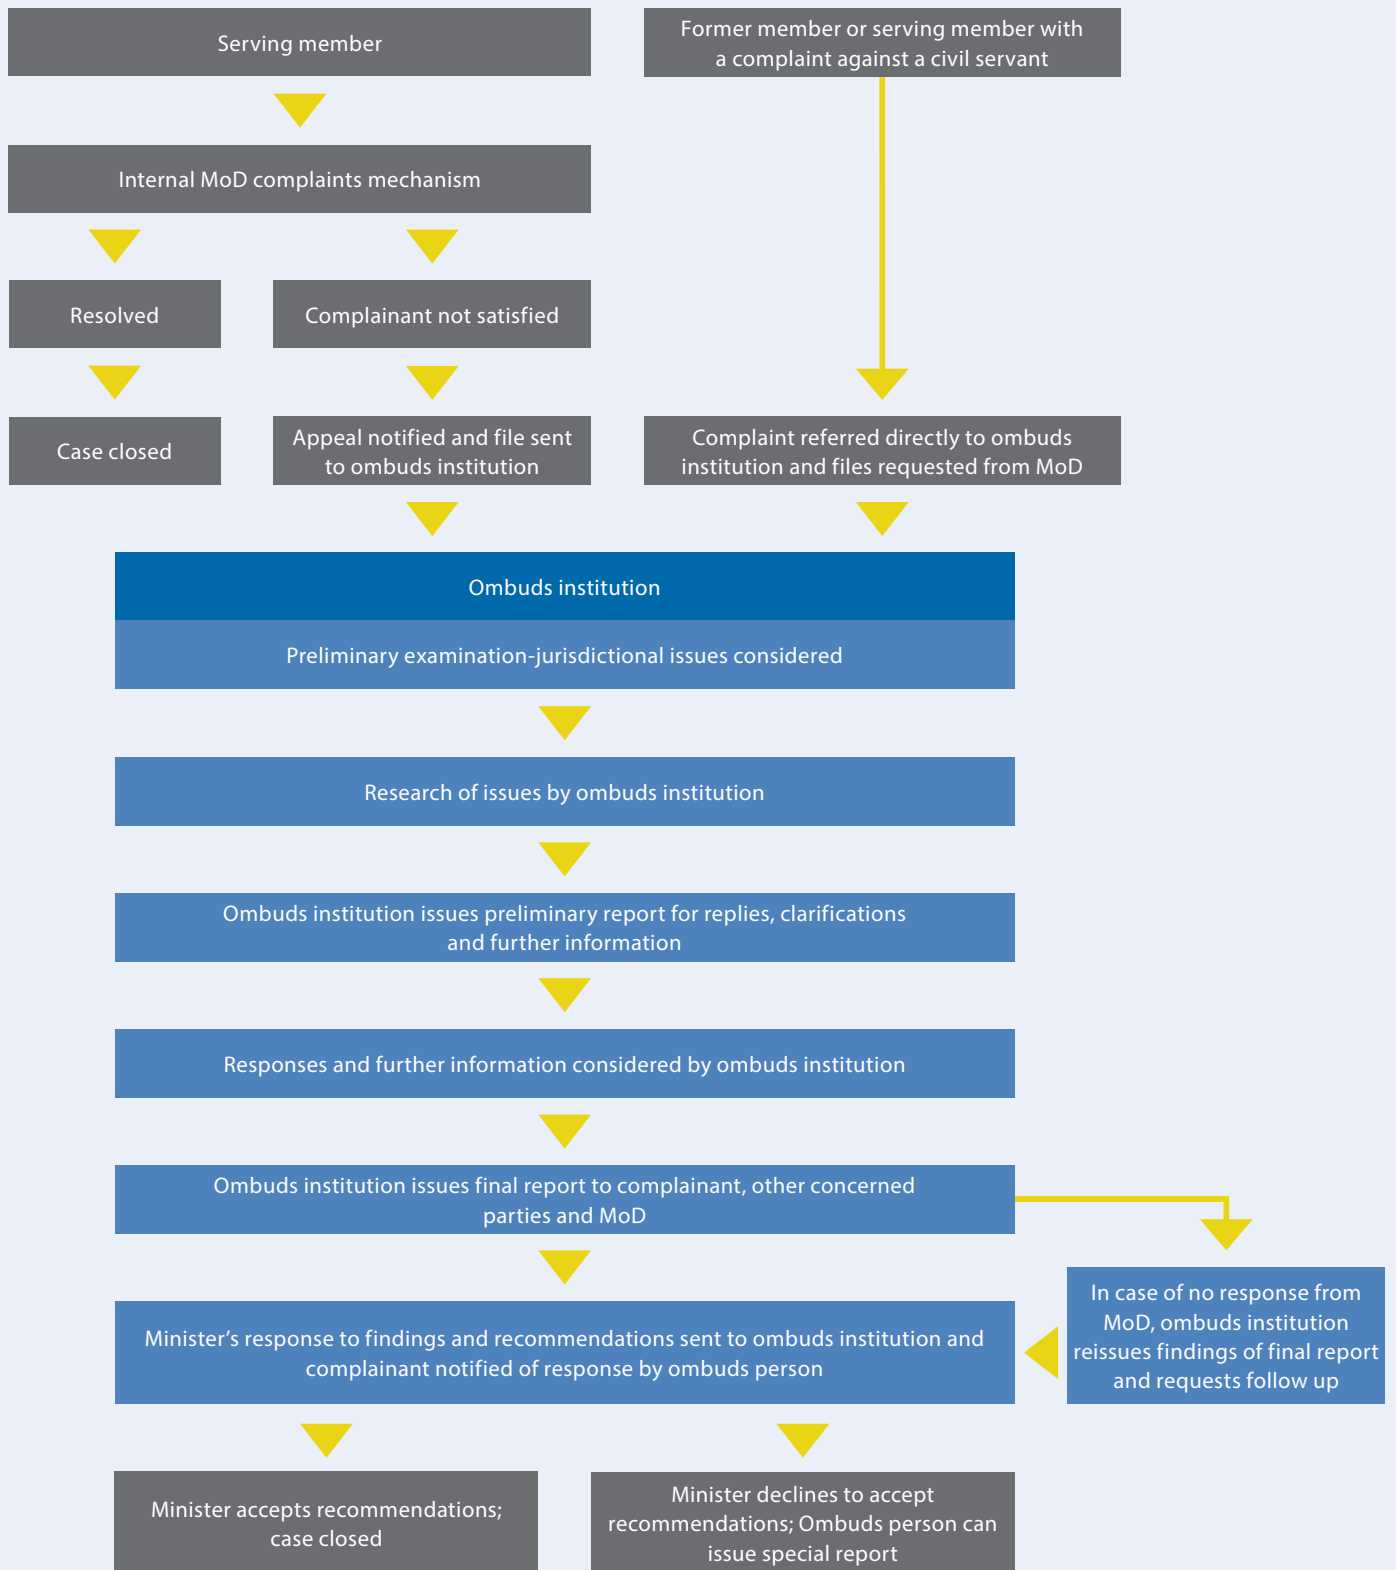 Serving member
Former member or serving member with
a complaint against a civil servant
Internal MoD complaints mechanism
Resolved
Complainant not satisfied
Case closed
Appeal notified and file sent
to ombuds institution
Complaint referred directly to ombuds
institution and files requested from MoD
Ombuds institution
Preliminary examination-jurisdictional issues considered
Research of issues by ombuds institution
Ombuds institution issues preliminary report for replies, clarifications
and further information
Responses and further information considered by ombuds institution
Ombuds institution issues final report to complainant, other concerned
parties and MoD
In case of no response from
MoD, ombuds institution
reissues findings of final report
and requests follow up
Minister’s response to findings and recommendations sent to ombuds institution and
complainant notified of response by ombuds person
Minister accepts recommendations;
case closed
Minister declines to accept
recommendations; Ombuds person can
issue special report